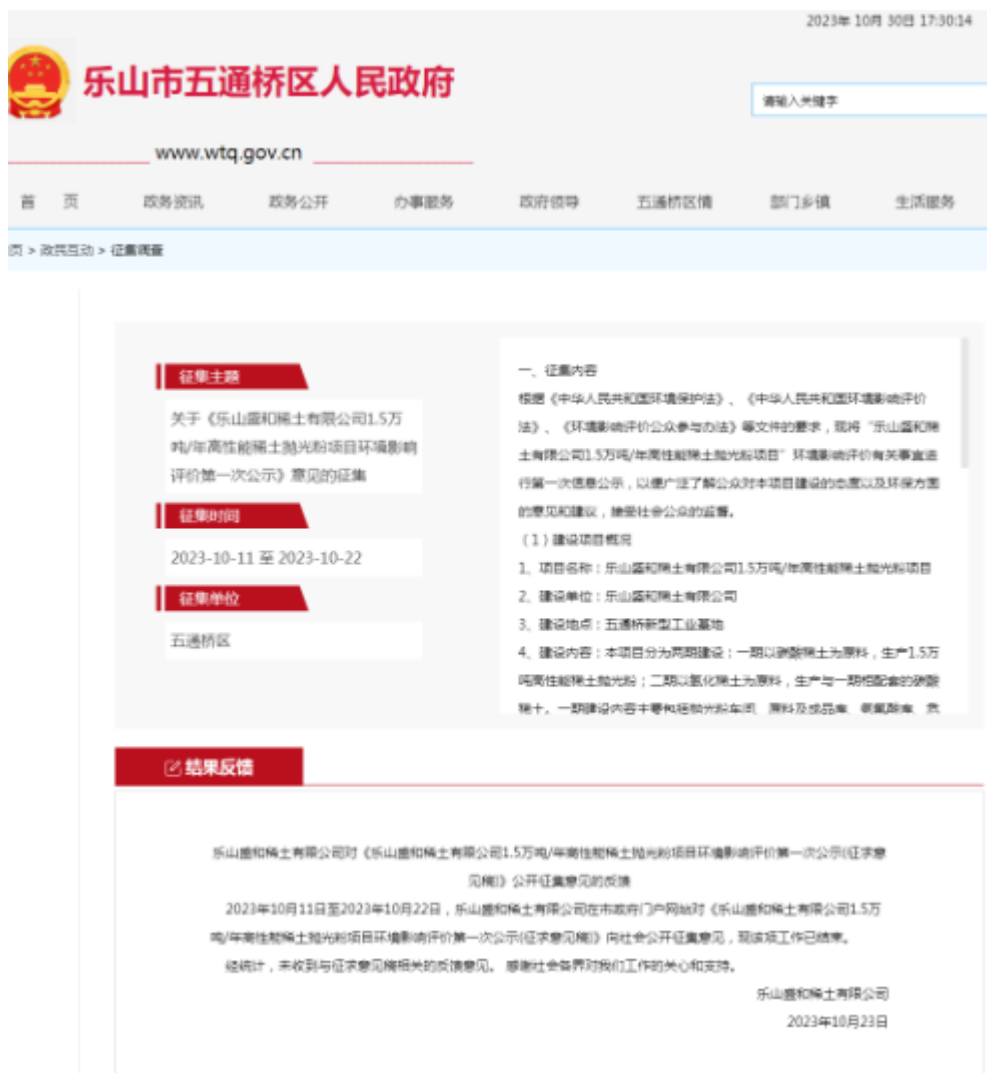 2023年 10月 30日 17:30:14
乐山市五通桥区人民政府
请输入关键字
www.wtq.gov.cn
首 页 政务资讯 政务公开 办事服务 政府领导 五通桥区情 部门乡镇 生活服务
页 > 政民互动 > 征集调查
征集主题
关于《乐山盛和稀土有限公司1.5万
吨/年高性能稀土抛光粉项目环境影响
评价第一次公示》意见的征集
征集时间
2023-10-11 至 2023-10-22
征集单位
五通桥区
一、征集内容
根据《中华人民共和国环境保护法》、《中华人民共和国环境影响评价
法》、《环境影响评价公众参与办法》等文件的要求，现将“乐山盛和稀
土有限公司1.5万吨/年高性能稀土抛光粉项目”环境影响评价有关事宜进
行第一次信息公示，以便广泛了解公众对本项目建设的态度以及环保方面
的意见和建议，接受社会公众的监督。
（1）建设项目概况
1、项目名称：乐山盛和稀土有限公司1.5万吨/年高性能稀土抛光粉项目
2、建设单位：乐山盛和稀土有限公司
3、建设地点：五通桥新型工业基地
4、建设内容：本项目分为两期建设；一期以碳酸稀土为原料，生产1.5万
吨高性能稀土抛光粉；二期以氯化稀土为原料，生产与一期相配套的碳酸
稀土。一期建设内容主要包括抛光粉车间、原料及成品库、氢氟酸库、危
结果反馈
乐山盛和稀土有限公司对《乐山盛和稀土有限公司1.5万吨/年高性能稀土抛光粉项目环境影响评价第一次公示(征求意
见稿)》公开征集意见的反馈
2023年10月11日至2023年10月22日，乐山盛和稀土有限公司在市政府门户网站对《乐山盛和稀土有限公司1.5万
吨/年高性能稀土抛光粉项目环境影响评价第一次公示(征求意见稿)》向社会公开征集意见，现该项工作已结束。
经统计，未收到与征求意见稿相关的反馈意见。 感谢社会各界对我们工作的关心和支持。
乐山盛和稀土有限公司
2023年10月23日